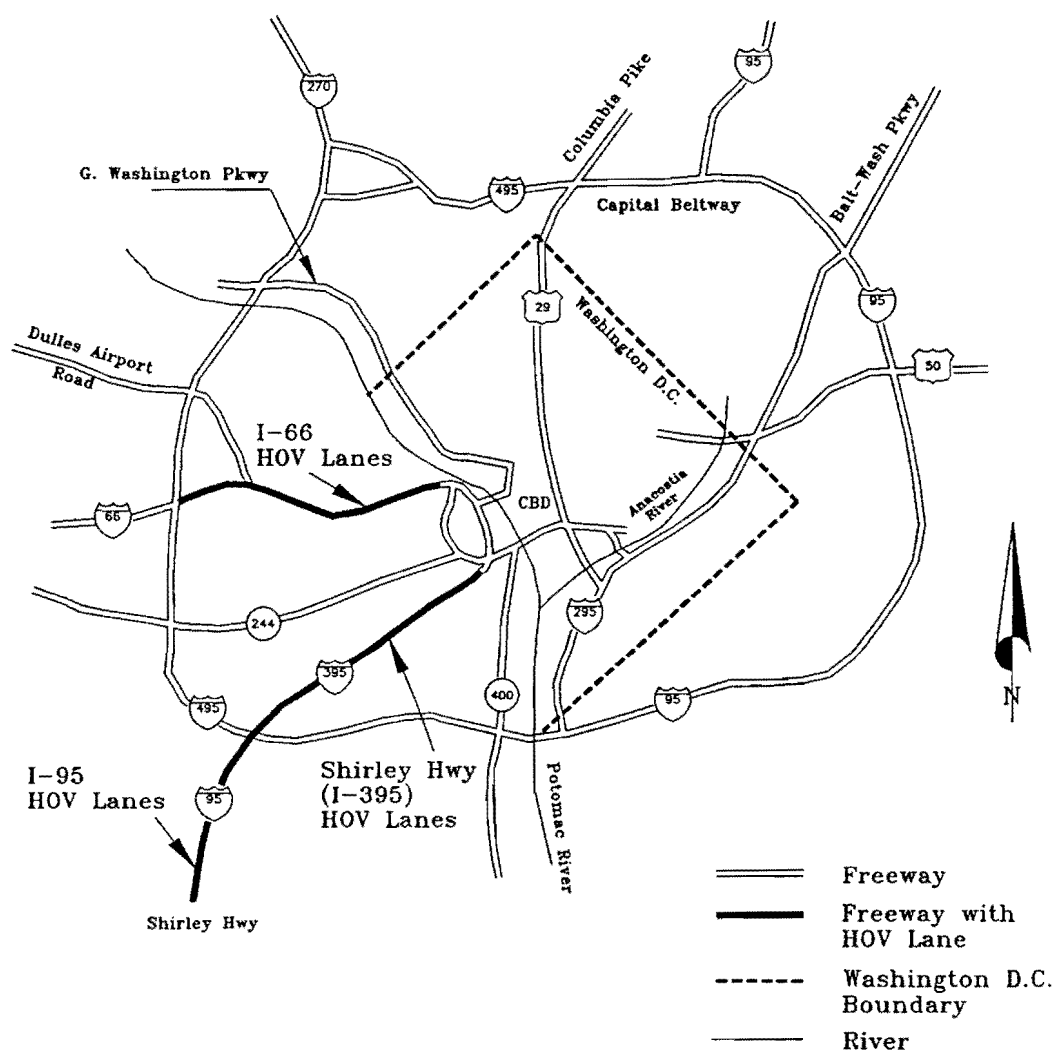 95
270
Columbia Pike
Balt-Wash Pkwy
G. Washington Pkwy
495
Capital Beltway
29
Washington D.C.
95
Dulles Airport
Road
50
I-66
HOV Lanes
CBD
Anacostia
River
66
244
295
395
400
495
95
N
I-95
HOV Lanes
95
Shirley Hwy
(I-395)
HOV Lanes
Potomac River
Shirley Hwy
Freeway
Freeway with
HOV Lane
Washington D.C.
Boundary
River